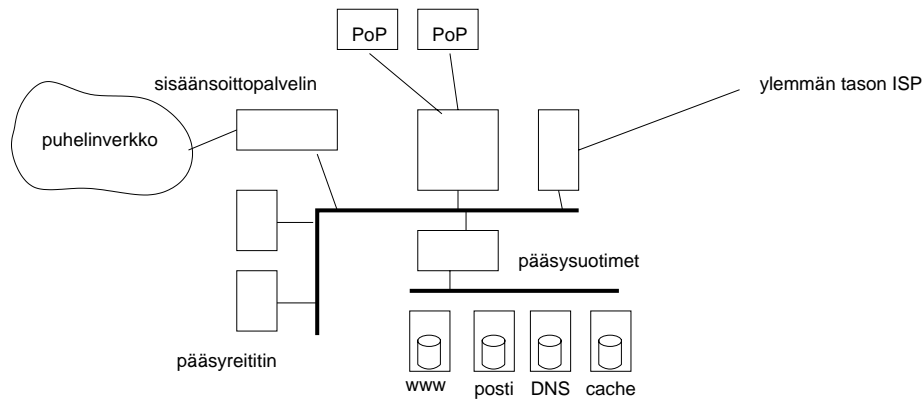 PoP
PoP
sisäänsoittopalvelin
ylemmän tason ISP
puhelinverkko
pääsysuotimet
pääsyreititin
www
posti
DNS
cache